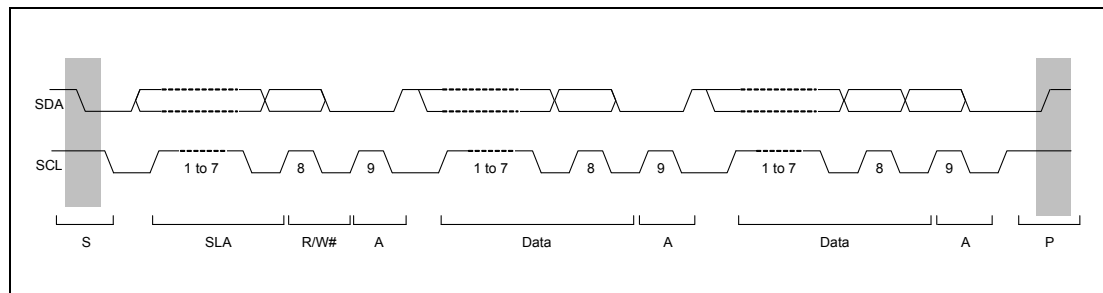 SDA
SCL
1 to 7 8 9 1 to 7 8 9 1 to 7 8 9
S SLA R/W# A Data A Data A P